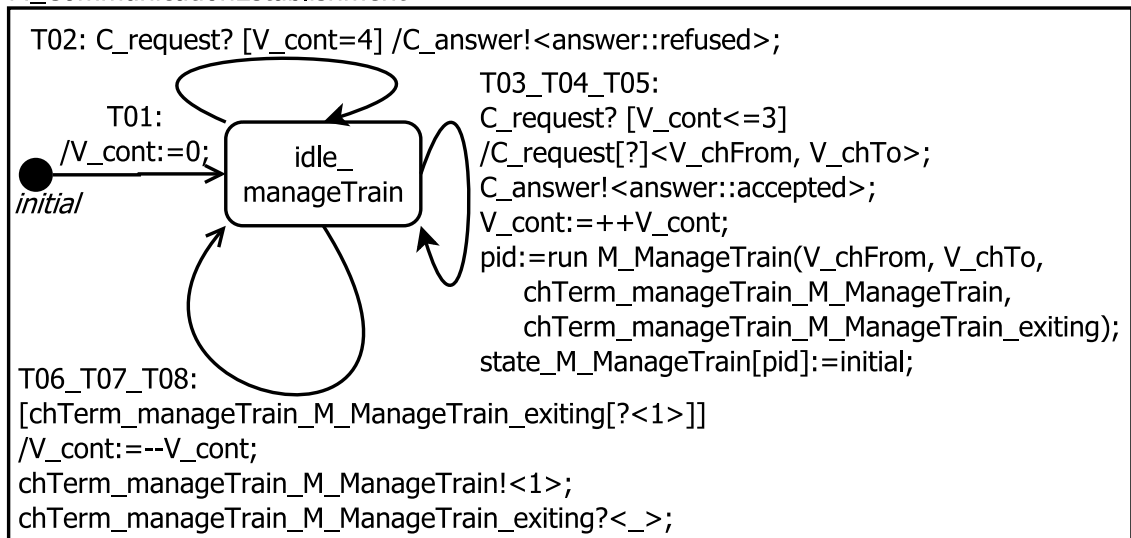 T02: C_request? [V_cont=4] /C_answer!<answer::refused>;
T01:
/V_cont:=0;
initial
idle_
manageTrain
T03_T04_T05:
C_request? [V_cont<=3]
/C_request[?]<V_chFrom, V_chTo>;
C_answer!<answer::accepted>;
V_cont:=++V_cont;
pid:=run M_ManageTrain(V_chFrom, V_chTo,
chTerm_manageTrain_M_ManageTrain,
chTerm_manageTrain_M_ManageTrain_exiting);
state_M_ManageTrain[pid]:=initial;
T06_T07_T08:
[chTerm_manageTrain_M_ManageTrain_exiting[?<1>]]
/V_cont:=--V_cont;
chTerm_manageTrain_M_ManageTrain!<1>;
chTerm_manageTrain_M_ManageTrain_exiting?<_>;